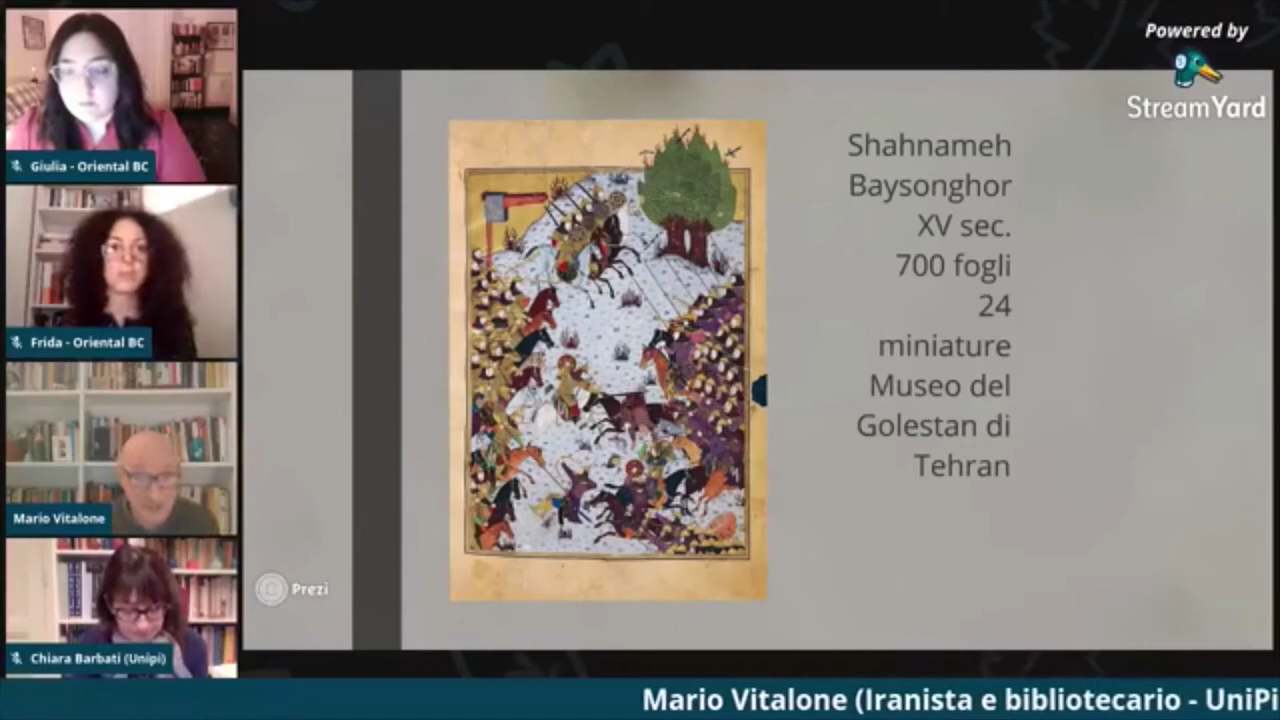 Powered by
StreamYard
Giulia - Oriental BC
Frida - Oriental BC
Mario Vitalone
Chiara Barbati (Unipi)
Shahnameh
Baysonghor
XV sec.
700 fogli
24
miniature
Museo del
Golestan di
Tehran
Prezi
Mario Vitalone (Iranista e bibliotecario - UniPi